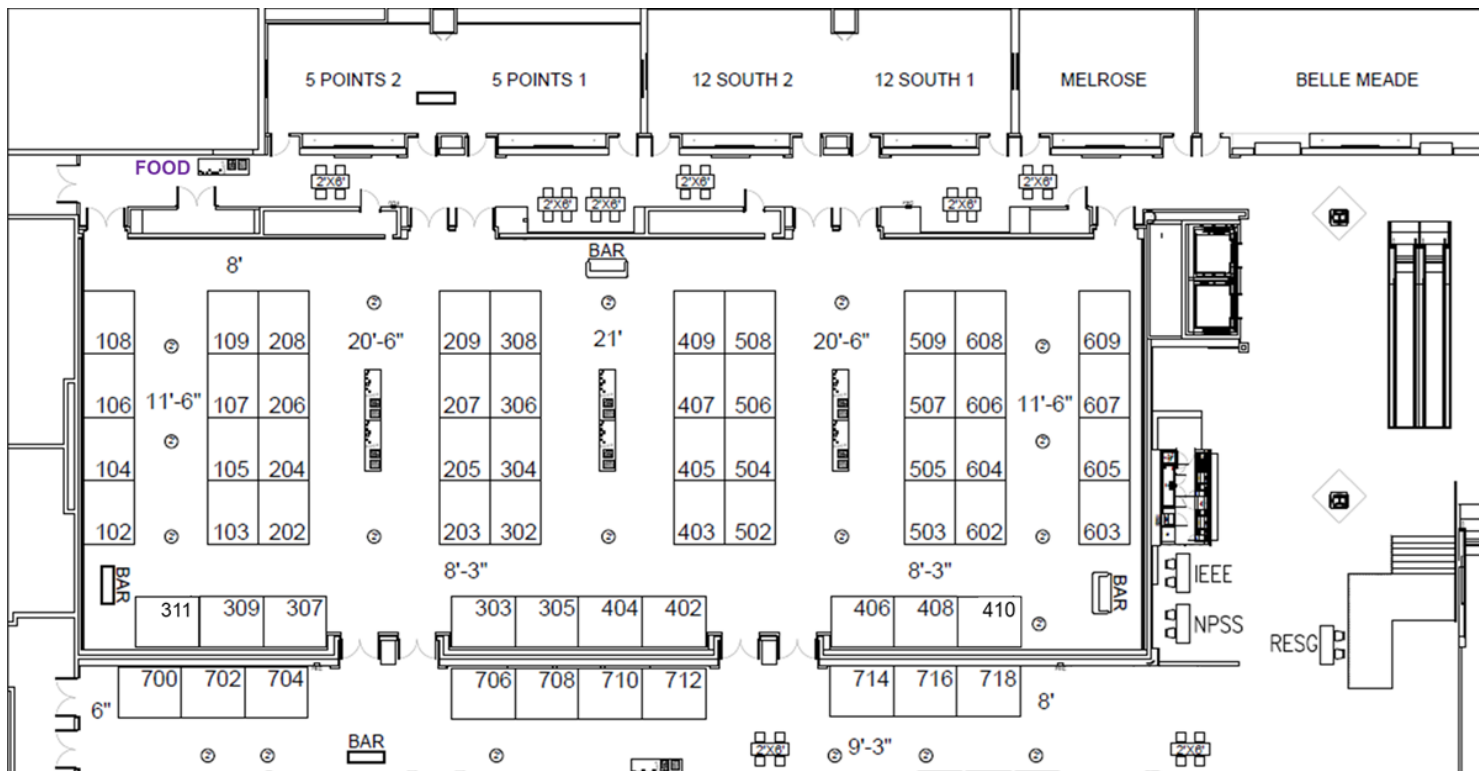 5 POINTS 2
5 POINTS 1
12 SOUTH 2
12 SOUTH 1
MELROSE
BELLE MEADE
FOOD
2'X6'
2'X6'
2'X6'
2'X6'
2'X6'
2'X6'
BAR
8'
108 109 208 20'-6" 209 308 21' 409 508 20'-6" 509 608 609
106 11'-6" 107 206 207 306 407 506 507 606 11'-6" 607
104 105 204 205 304 405 504 505 604 605
102 103 202 203 302 403 502 503 602 603
8'-3"
8'-3"
BAR
BAR
IEEE
311 309 307 303 305 404 402 406 408 410
NPSS
RESG
700 702 704 706 708 710 712 714 716 718
6"
8'
BAR
2'X6'
9'-3"
2'X6'